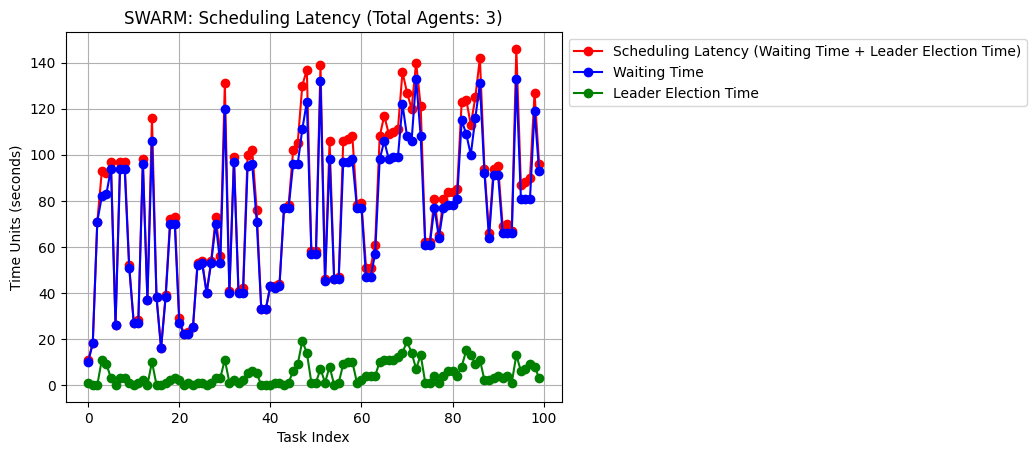 SWARM: Scheduling Latency (Total Agents: 3)
Scheduling Latency (Waiting Time + Leader Election Time)
Waiting Time
Leader Election Time
Time Units (seconds)
140
120
100
80
60
40
20
0
0 20 40 60 80 100
Task Index